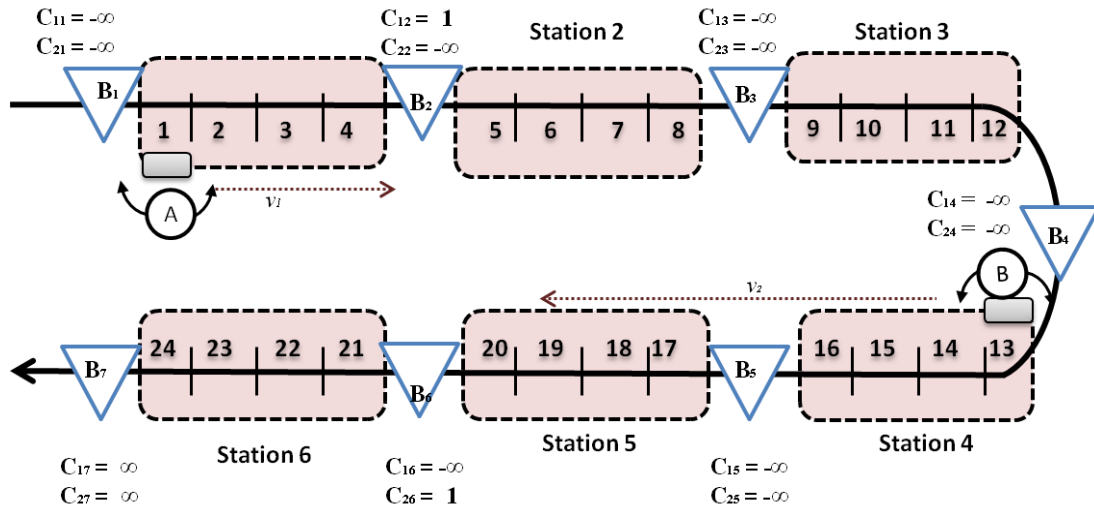 C11 = -∞
C21 = -∞
C12 = 1
C22 = -∞
Station 2
C13 = -∞
C23 = -∞
Station 3
B1
B2
B3
1 2 3 4
5 6 7 8
9 10 11 12
A
v1
C14 = -∞
C24 = -∞
B4
B
v2
24 23 22 21
20 19 18 17
16 15 14 13
B7
B6
B5
Station 6
Station 5
Station 4
C17 = ∞
C27 = ∞
C16 = -∞
C26 = 1
C15 = -∞
C25 = -∞